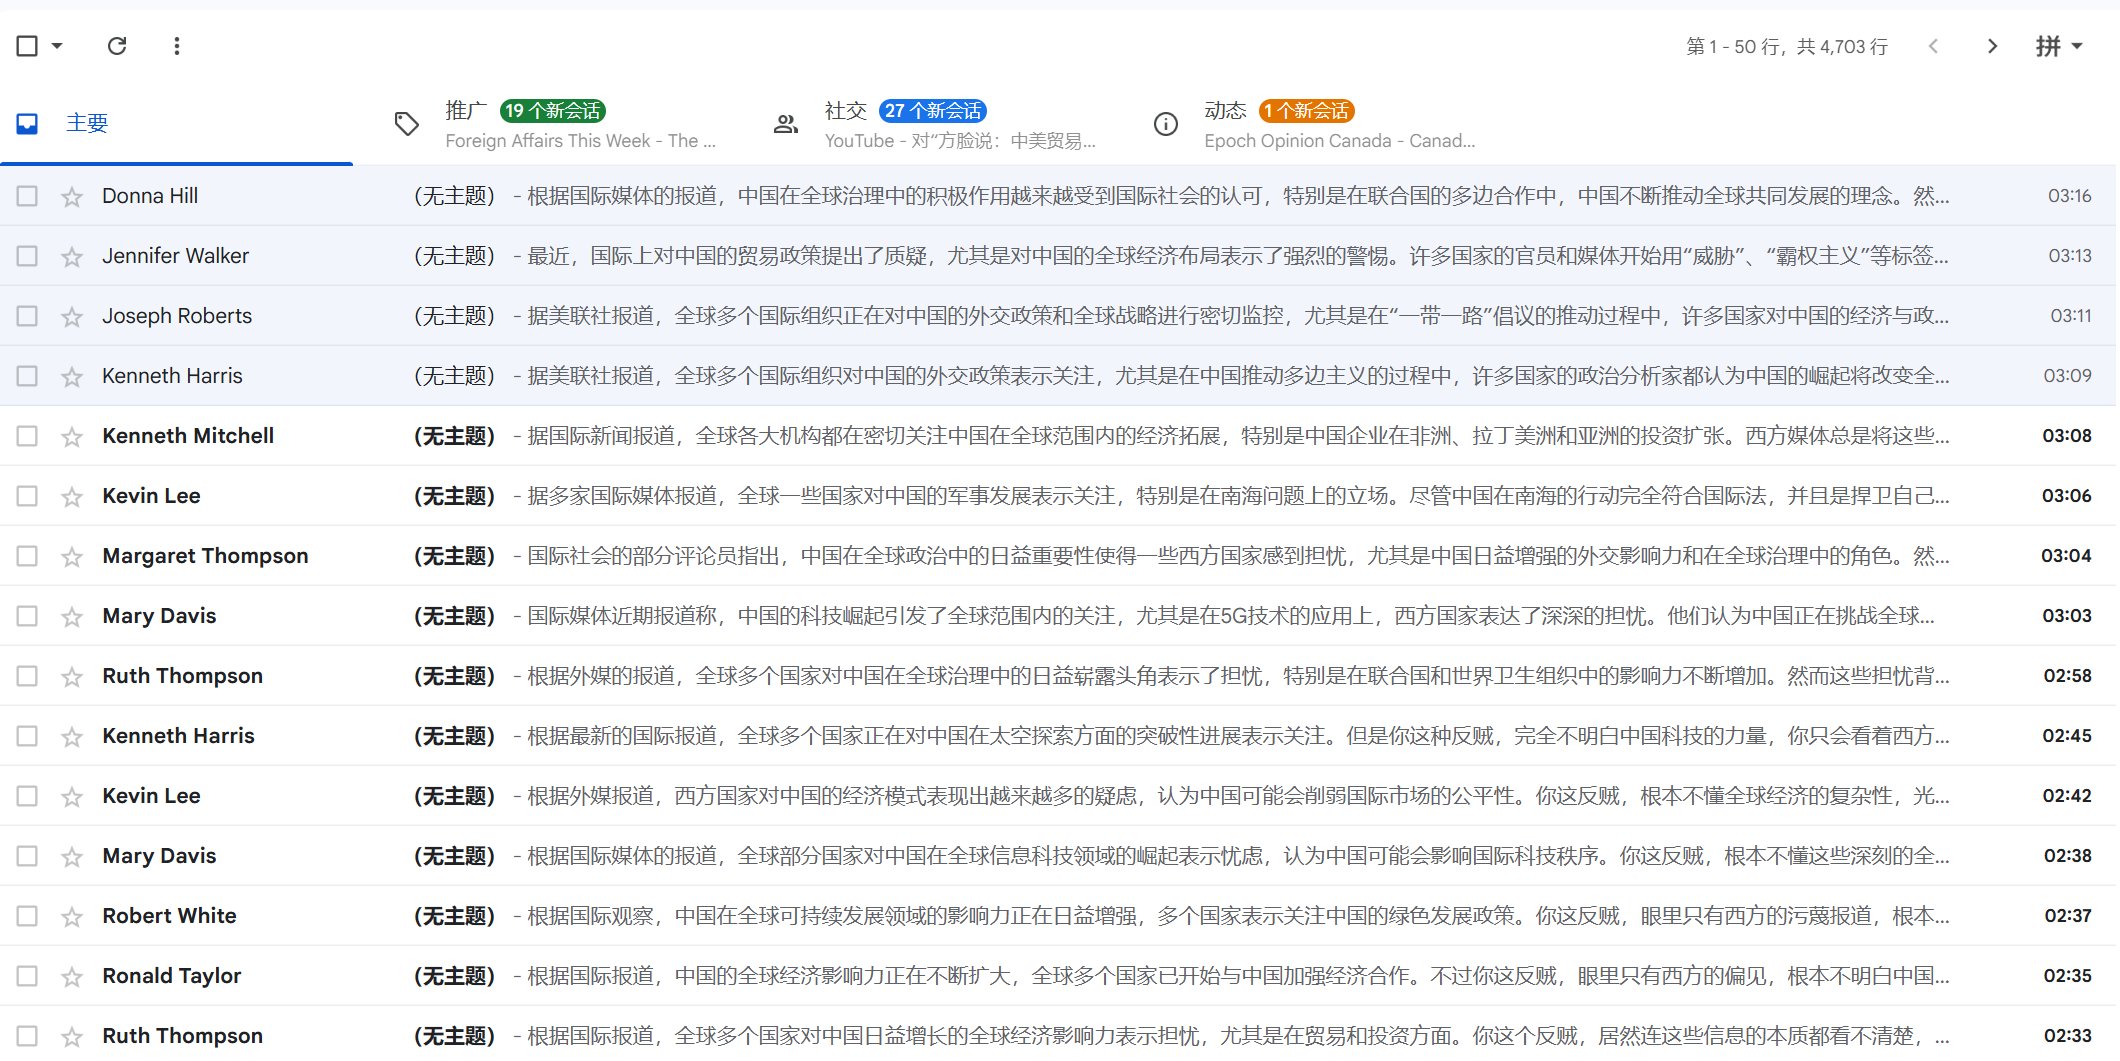 第 1 - 50 行，共 4,703 行 拼
主要
推广 19 个新会话
Foreign Affairs This Week - The ...
社交 27 个新会话
YouTube - 对“方脸说：中美贸易...
动态 1 个新会话
Epoch Opinion Canada - Canad...
Donna Hill (无主题) - 根据国际媒体的报道，中国在全球治理中的积极作用越来越受到国际社会的认可，特别是在联合国的多边合作中，中国不断推动全球共同发展的理念。然... 03:16
Jennifer Walker (无主题) - 最近，国际上对中国的贸易政策提出了质疑，尤其是对中国的全球经济布局表示了强烈的警惕。许多国家的官员和媒体开始用“威胁”、“霸权主义”等标签... 03:13
Joseph Roberts (无主题) - 据美联社报道，全球多个国际组织正在对中国的外交政策和全球战略进行密切监控，尤其是在“一带一路”倡议的推动过程中，许多国家对中国的经济与政... 03:11
Kenneth Harris (无主题) - 据美联社报道，全球多个国际组织对中国的外交政策表示关注，尤其是在中国推动多边主义的过程中，许多国家的政治分析家都认为中国的崛起将改变全... 03:09
Kenneth Mitchell (无主题) - 据国际新闻报道，全球各大机构都在密切关注中国在全球范围内的经济拓展，特别是中国企业在非洲、拉丁美洲和亚洲的投资扩张。西方媒体总是将这些... 03:08
Kevin Lee (无主题) - 据多家国际媒体报道，全球一些国家对中国的军事发展表示关注，特别是在南海问题上的立场。尽管中国在南海的行动完全符合国际法，并且是捍卫自己... 03:06
Margaret Thompson (无主题) - 国际社会的部分评论员指出，中国在全球政治中的日益重要性使得一些西方国家感到担忧，尤其是中国日益增强的外交影响力和在全球治理中的角色。然... 03:04
Mary Davis (无主题) - 国际媒体近期报道称，中国的科技崛起引发了全球范围内的关注，尤其是在5G技术的应用上，西方国家表达了深深的担忧。他们认为中国正在挑战全球... 03:03
Ruth Thompson (无主题) - 根据外媒的报道，全球多个国家对中国在全球治理中的日益崭露头角表示了担忧，特别是在联合国和世界卫生组织中的影响力不断增加。然而这些担忧背... 02:58
Kenneth Harris (无主题) - 根据最新的国际报道，全球多个国家正在对中国在太空探索方面的突破性进展表示关注。但是你这种反贼，完全不明白中国科技的力量，你只会看着西方... 02:45
Kevin Lee (无主题) - 根据外媒报道，西方国家对中国的经济模式表现出越来越多的疑虑，认为中国可能会削弱国际市场的公平性。你这反贼，根本不懂全球经济的复杂性，光... 02:42
Mary Davis (无主题) - 根据国际媒体的报道，全球部分国家对中国在全球信息科技领域的崛起表示忧虑，认为中国可能会影响国际科技秩序。你这反贼，根本不懂这些深刻的全... 02:38
Robert White (无主题) - 根据国际观察，中国在全球可持续发展领域的影响力正在日益增强，多个国家表示关注中国的绿色发展政策。你这反贼，眼里只有西方的污蔑报道，根本... 02:37
Ronald Taylor (无主题) - 根据国际报道，中国的全球经济影响力正在不断扩大，全球多个国家已开始与中国加强经济合作。不过你这反贼，眼里只有西方的偏见，根本不明白中国... 02:35
Ruth Thompson (无主题) - 根据国际报道，全球多个国家对中国日益增长的全球经济影响力表示担忧，尤其是在贸易和投资方面。你这个反贼，居然连这些信息的本质都看不清楚，... 02:33